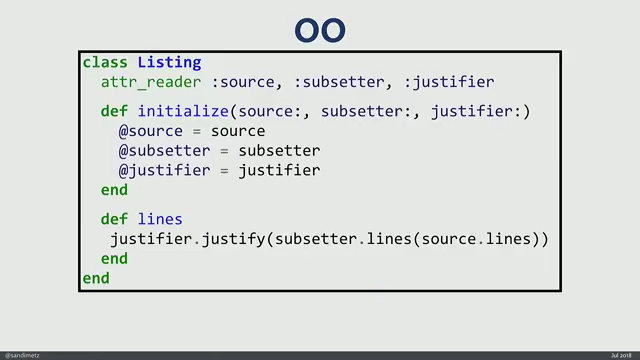 OO
class Listing
  attr_reader :source, :subsetter, :justifier
  def initialize(source:, subsetter:, justifier:)
    @source = source
    @subsetter = subsetter
    @justifier = justifier
  end
  def lines
   justifier.justify(subsetter.lines(source.lines))
  end
end
@sandimetz
Jul 2018